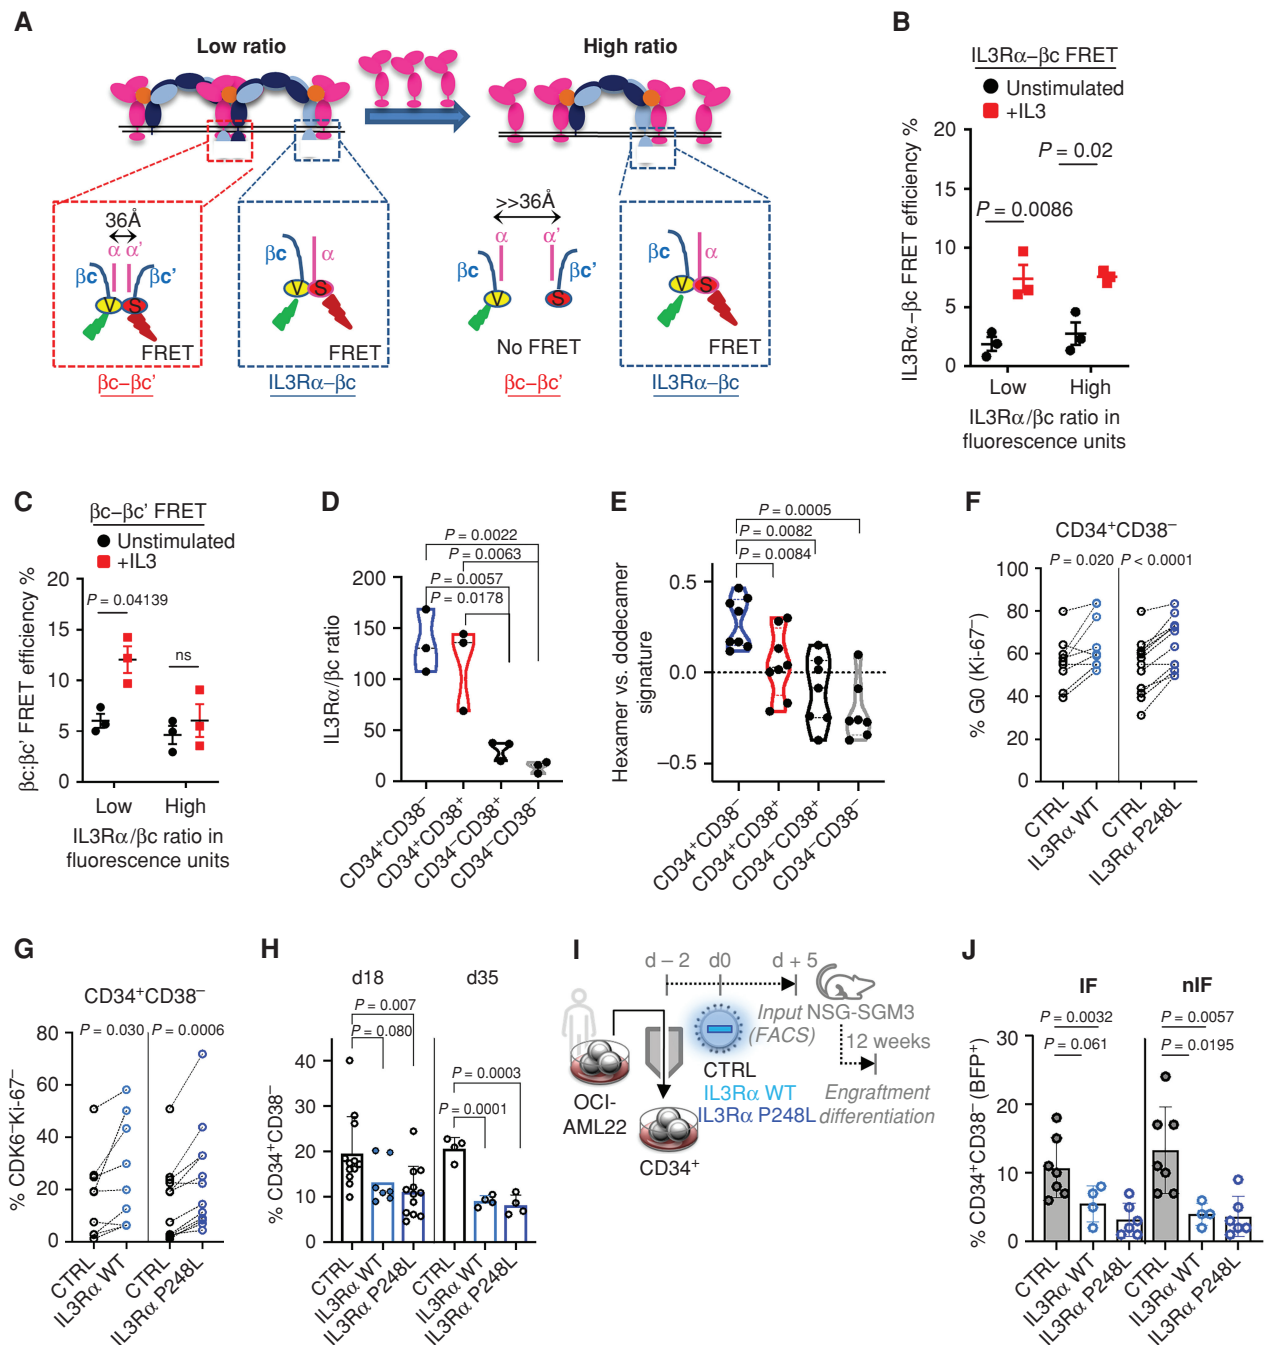 A
Low ratio
High ratio
36Å
α α’
βc
βc’
V
S
FRET
βc–βc’
βc
α
V
S
FRET
IL3Rα–βc
>>36Å
α
α’
βc
βc’
V
S
No FRET
βc–βc’
βc
α
V
S
FRET
IL3Rα–βc
B
IL3Rα–βc FRET
Unstimulated
+IL3
IL3Rα–βc FRET efficiency %
20
15
10
5
0
P = 0.02
P = 0.0086
Low
High
IL3Rα/βc ratio in
fluorescence units
C
βc–βc’ FRET
Unstimulated
+IL3
βc:βc’ FRET efficiency %
20
15
10
5
0
P = 0.04139
ns
Low
High
IL3Rα/βc ratio in
fluorescence units
D
P = 0.0022
P = 0.0063
P = 0.0057
P = 0.0178
IL3Rα/βc ratio
200
150
100
50
0
CD34+CD38–
CD34+CD38+
CD34–CD38+
CD34–CD38–
E
P = 0.0005
P = 0.0082
P = 0.0084
Hexamer vs. dodecamer
signature
0.5
0.0
–0.5
CD34+CD38–
CD34+CD38+
CD34–CD38+
CD34–CD38–
F
CD34+CD38–
P = 0.020
P < 0.0001
% G0 (Ki-67–)
100
80
60
40
20
0
CTRL
IL3Rα WT
CTRL
IL3Rα P248L
G
CD34+CD38–
P = 0.030
P = 0.0006
% CDK6–Ki-67–
80
60
40
20
0
CTRL
IL3Rα WT
CTRL
IL3Rα P248L
H
d18
d35
P = 0.007
P = 0.080
P = 0.0003
P = 0.0001
% CD34+CD38–
40
30
20
10
0
CTRL
IL3Rα WT
IL3Rα P248L
CTRL
IL3Rα WT
IL3Rα P248L
I
d – 2
d0
d + 5
Input
(FACS)
NSG-SGM3
12 weeks
CTRL
IL3Rα WT
IL3Rα P248L
OCI-
AML22
CD34+
Engraftment
differentiation
J
IF
nIF
P = 0.0032
P = 0.061
P = 0.0057
P = 0.0195
% CD34+CD38– (BFP+)
30
20
10
0
CTRL
IL3Rα WT
IL3Rα P248L
CTRL
IL3Rα WT
IL3Rα P248L